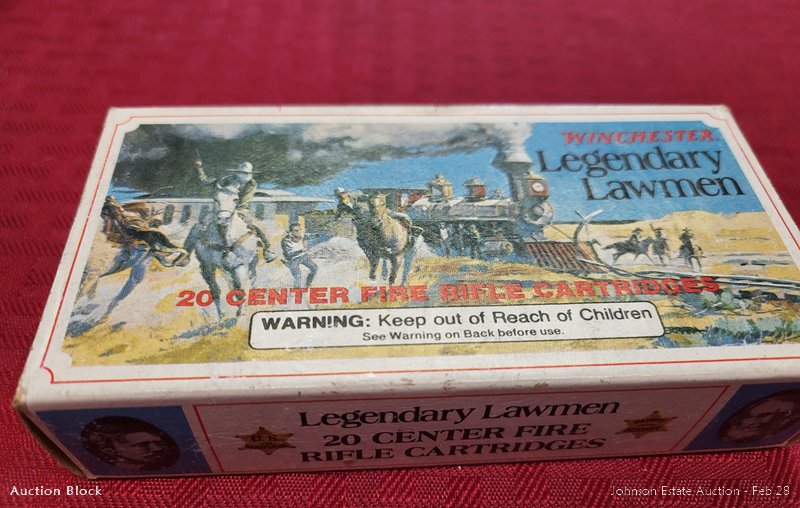 WINCHESTER
Legendary
Lawmen
20 CENTER FIRE RIFLE CARTRIDGES
WARNING: Keep out of Reach of Children
See Warning on Back before use.
Legendary Lawmen
20 CENTER FIRE
RIFLE CARTRIDGES
U.S.
Auction Block
Johnson Estate Auction - Feb 28